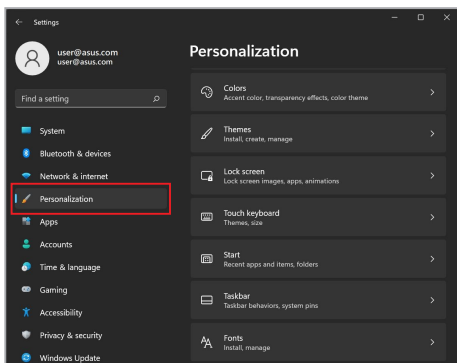 Settings
user@asus.com
user@asus.com
Find a setting
System
Bluetooth & devices
Network & internet
Personalization
Apps
Accounts
Time & language
Gaming
Accessibility
Privacy & security
Windows Update
Personalization
Colors
Accent color, transparency effects, color theme
Themes
Install, create, manage
Lock screen
Lock screen images, apps, animations
Touch keyboard
Themes, size
Start
Recent apps and items, folders
Taskbar
Taskbar behaviors, system pins
Fonts
Install, manage